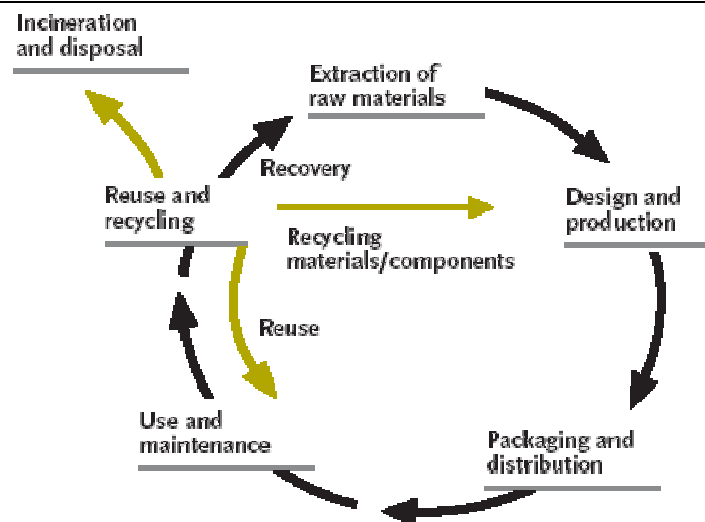 Incineration
and disposal
Extraction of
raw materials
Recovery
Reuse and
recycling
Design and
production
Recycling
materials/components
Reuse
Use and
maintenance
Packaging and
distribution